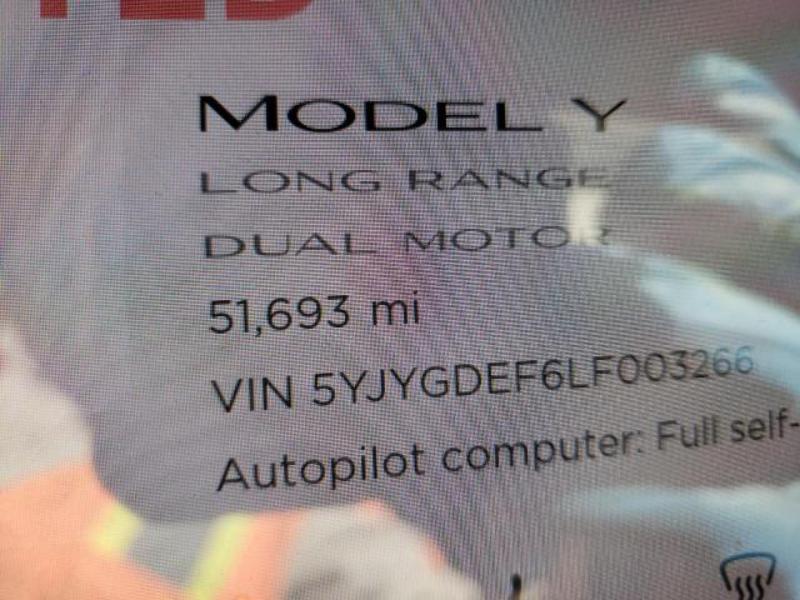 MODEL Y
LONG RANGE
DUAL MOTOR
51,693 mi
VIN 5YJYGDEF6LF003266
Autopilot computer: Full self-